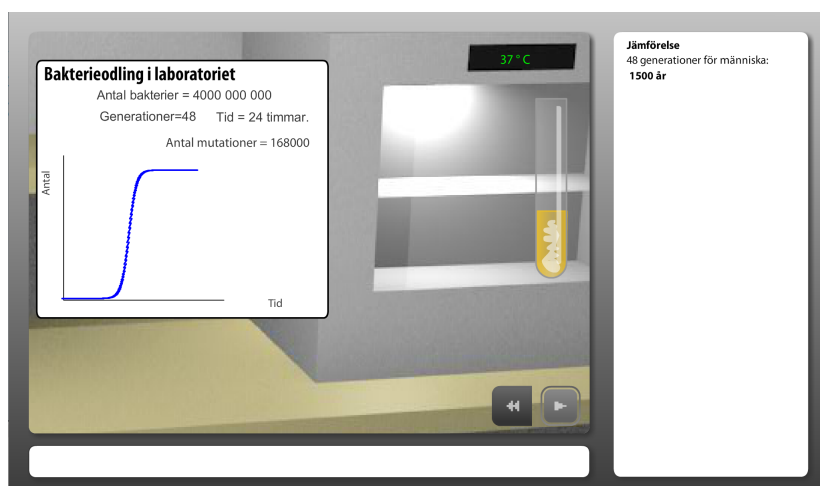 Bakterieodling i laboratoriet
Antal bakterier = 4000 000 000
Generationer=48 Tid = 24 timmar.
Antal mutationer = 168000
Antal
Tid
37° C
Jämförelse
48 generationer för människa:
1500 år